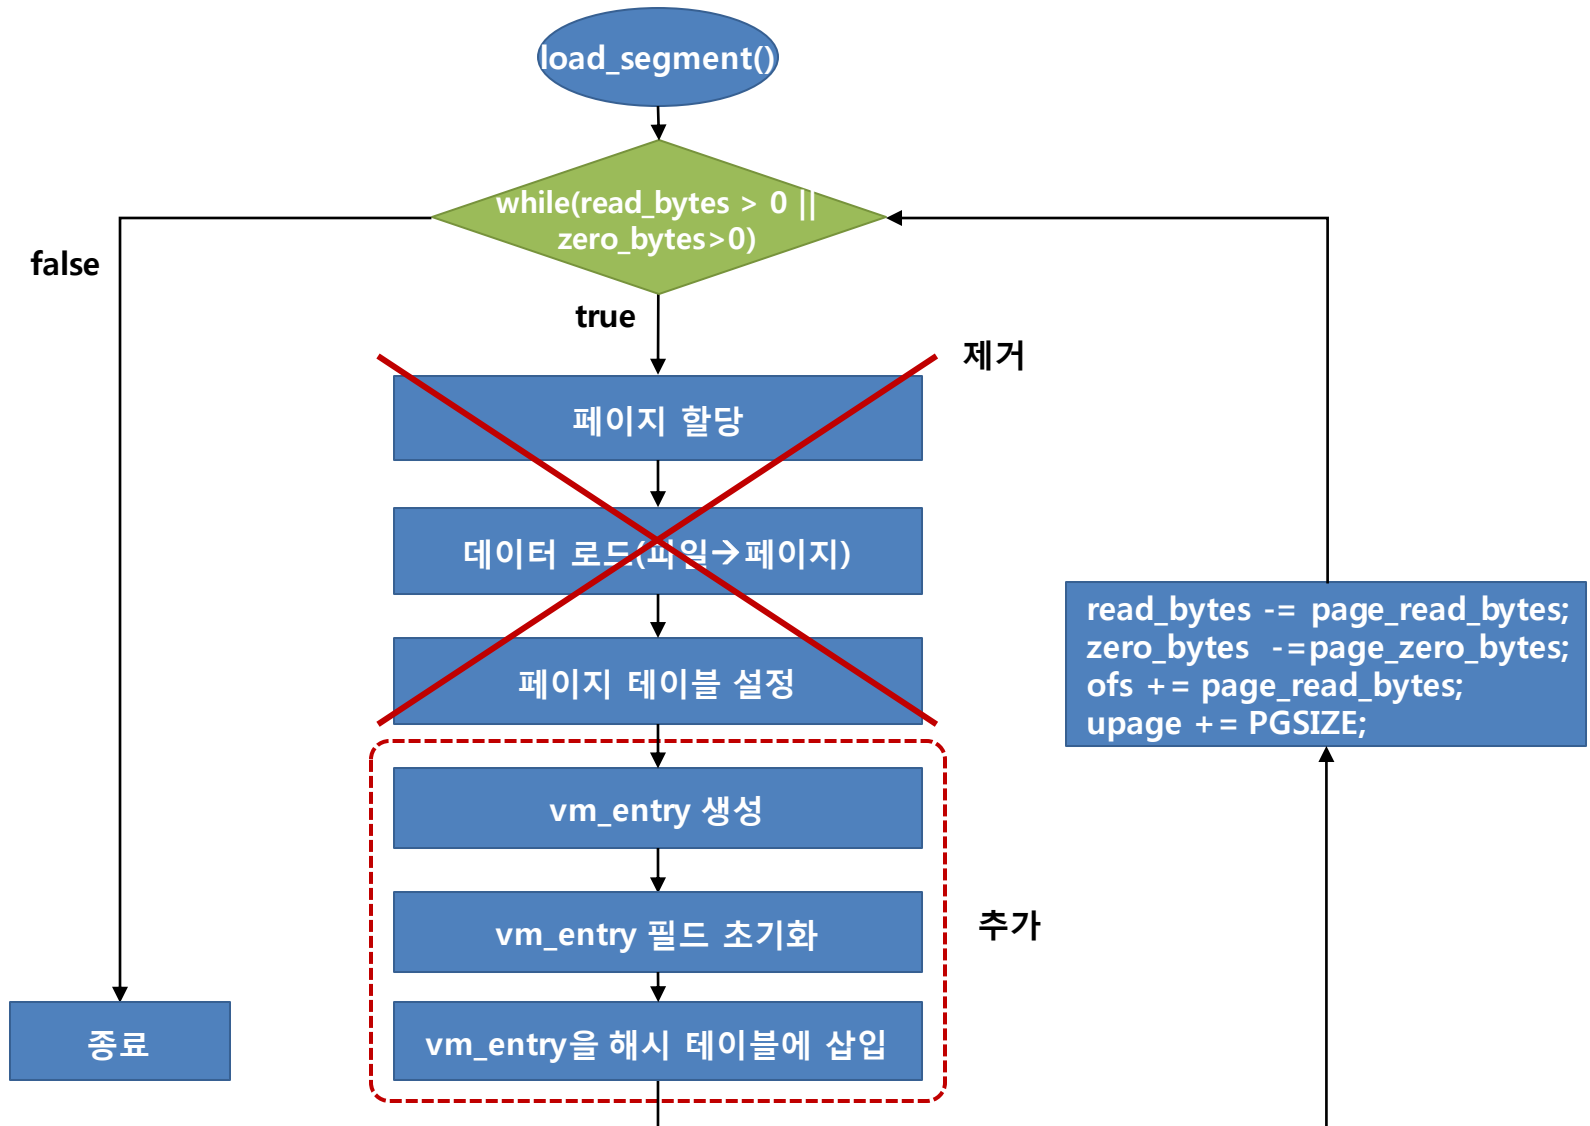 load_segment()
while(read_bytes > 0 ||
zero_bytes>0)
false
true
제거
페이지 할당
데이터 로드(파일→페이지)
페이지 테이블 설정
read_bytes -= page_read_bytes;
zero_bytes -=page_zero_bytes;
ofs += page_read_bytes;
upage += PGSIZE;
vm_entry 생성
vm_entry 필드 초기화
추가
vm_entry을 해시 테이블에 삽입
종료